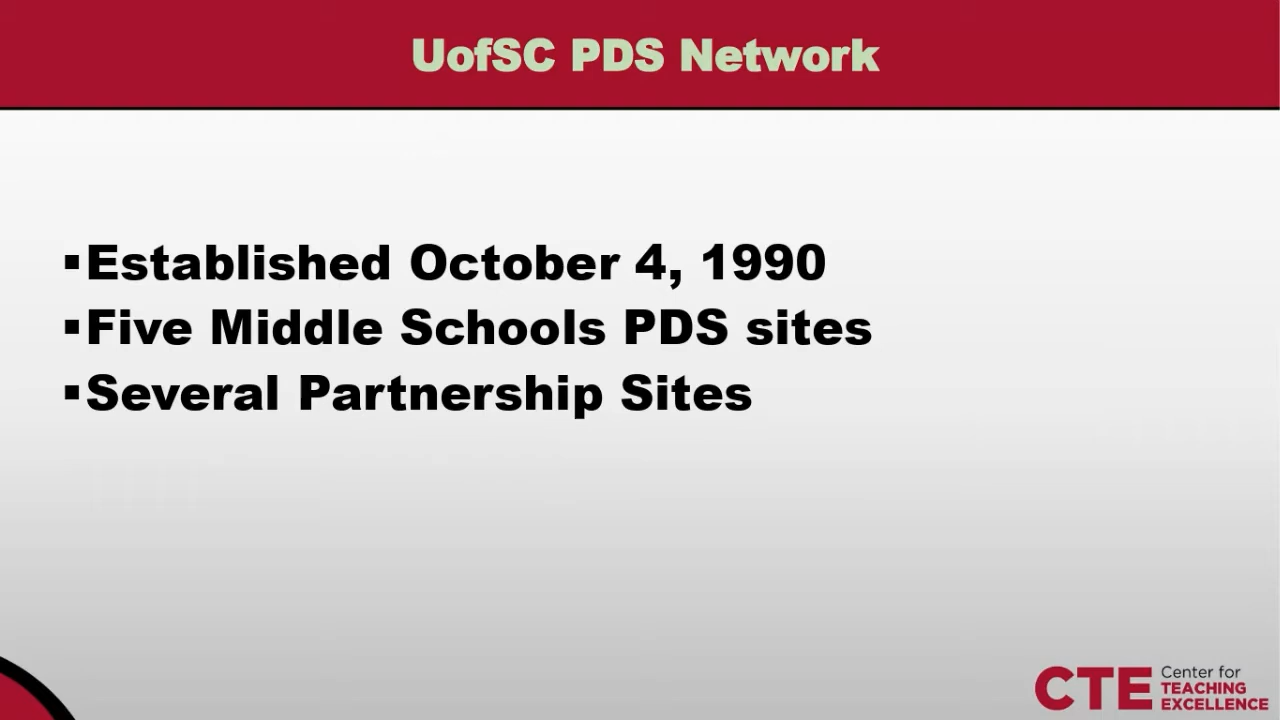 UofSC PDS Network
▪Established October 4, 1990
▪Five Middle Schools PDS sites
▪Several Partnership Sites
CTE Center for
TEACHING
EXCELLENCE